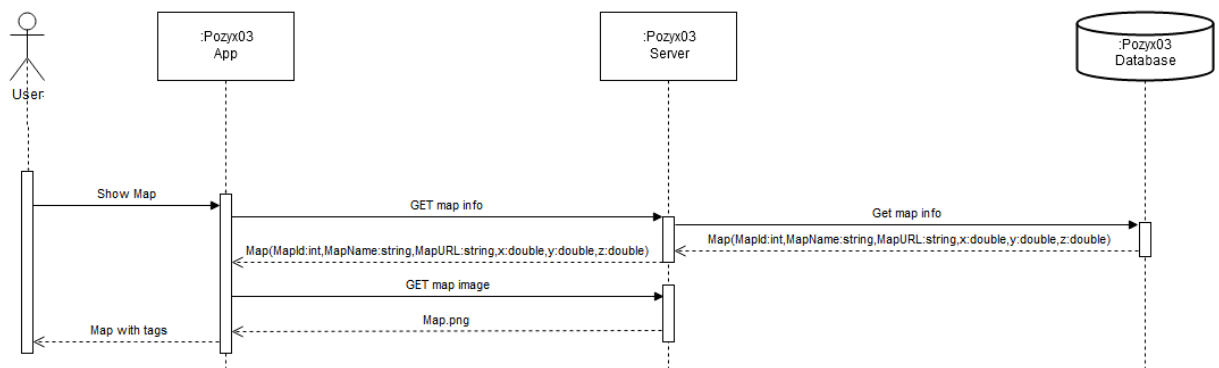 :Pozyx03
App
:Pozyx03
Server
:Pozyx03
Database
User
Show Map
GET map info
Get map info
Map(MapId:int,MapName:string,MapURL:string,x:double,y:double,z:double)
Map(MapId:int,MapName:string,MapURL:string,x:double,y:double,z:double)
GET map image
Map.png
Map with tags